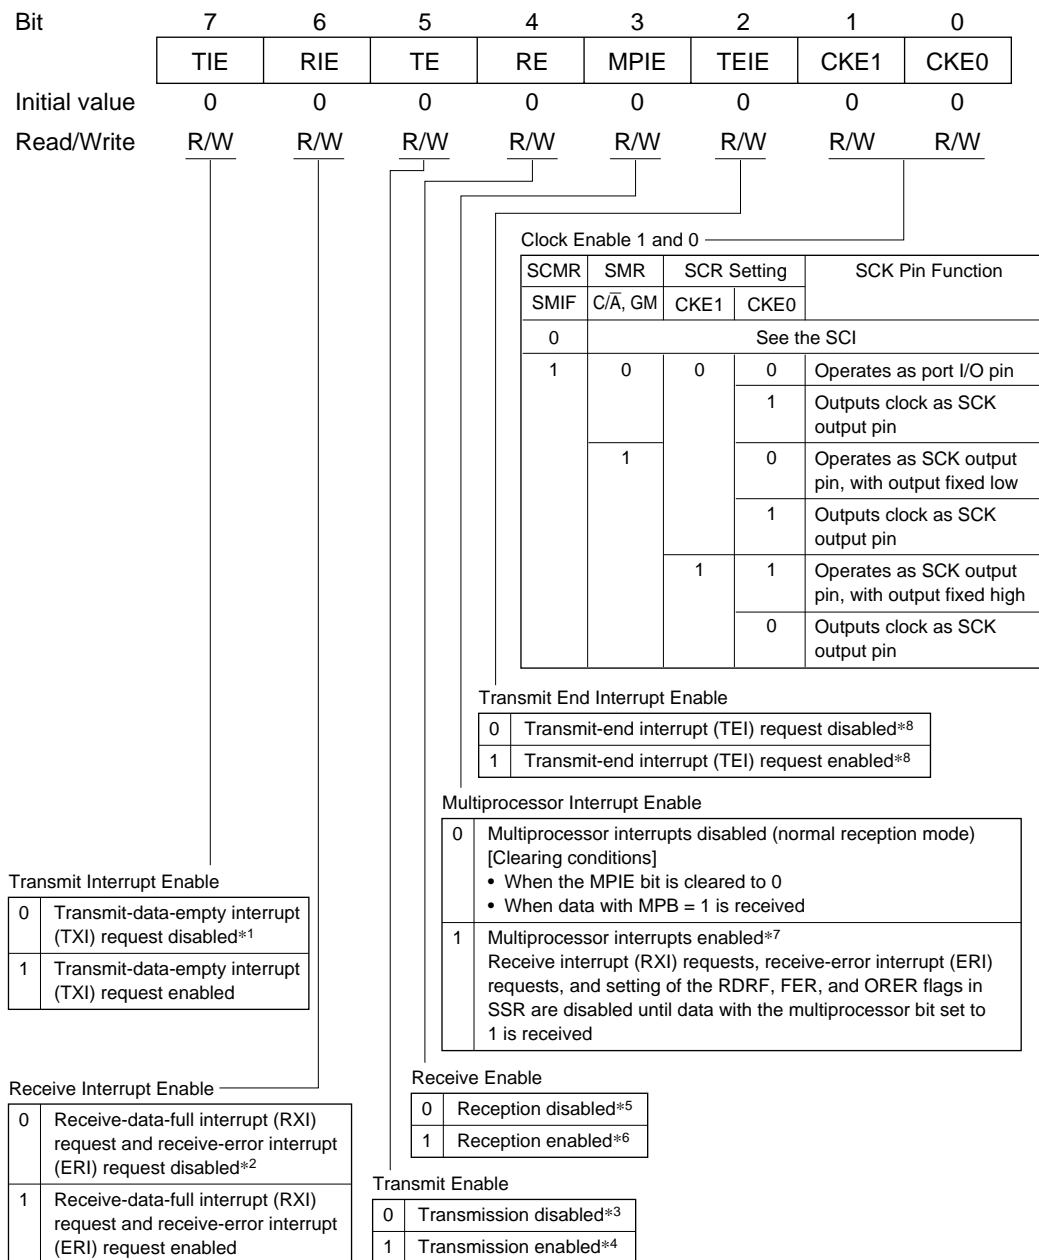 Bit 7 6 5 4 3 2 1 0
TIE RIE TE RE MPIE TEIE CKE1 CKE0
Initial value 0 0 0 0 0 0 0 0
Read/Write R/W R/W R/W R/W R/W R/W R/W R/W
Clock Enable 1 and 0
SCMR SMR SCR Setting SCK Pin Function
SMIF C/A̅, GM CKE1 CKE0
0 See the SCI
1 0 0 0 Operates as port I/O pin
1 Outputs clock as SCK
output pin
1 0 Operates as SCK output
pin, with output fixed low
1 Outputs clock as SCK
output pin
1 1 Operates as SCK output
pin, with output fixed high
0 Outputs clock as SCK
output pin
Transmit End Interrupt Enable
0 Transmit-end interrupt (TEI) request disabled*8
1 Transmit-end interrupt (TEI) request enabled*8
Multiprocessor Interrupt Enable
0 Multiprocessor interrupts disabled (normal reception mode)
[Clearing conditions]
• When the MPIE bit is cleared to 0
• When data with MPB = 1 is received
1 Multiprocessor interrupts enabled*7
Receive interrupt (RXI) requests, receive-error interrupt (ERI)
requests, and setting of the RDRF, FER, and ORER flags in
SSR are disabled until data with the multiprocessor bit set to
1 is received
Transmit Interrupt Enable
0 Transmit-data-empty interrupt
(TXI) request disabled*1
1 Transmit-data-empty interrupt
(TXI) request enabled
Receive Enable
0 Reception disabled*5
1 Reception enabled*6
Receive Interrupt Enable
0 Receive-data-full interrupt (RXI)
request and receive-error interrupt
(ERI) request disabled*2
1 Receive-data-full interrupt (RXI)
request and receive-error interrupt
(ERI) request enabled
Transmit Enable
0 Transmission disabled*3
1 Transmission enabled*4